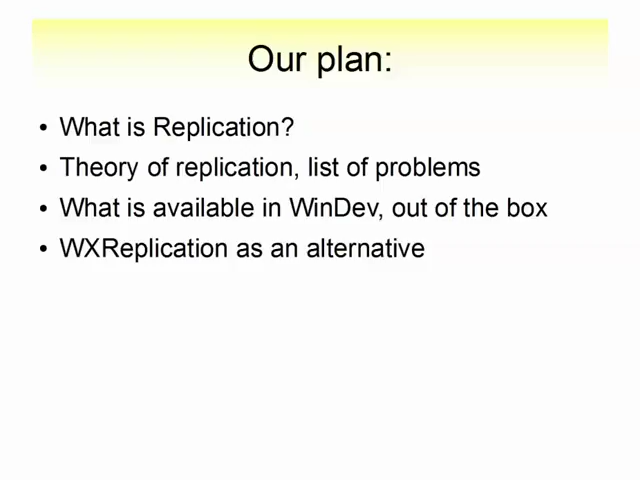 Our plan:
• What is Replication?
• Theory of replication, list of problems
• What is available in WinDev, out of the box
• WXReplication as an alternative